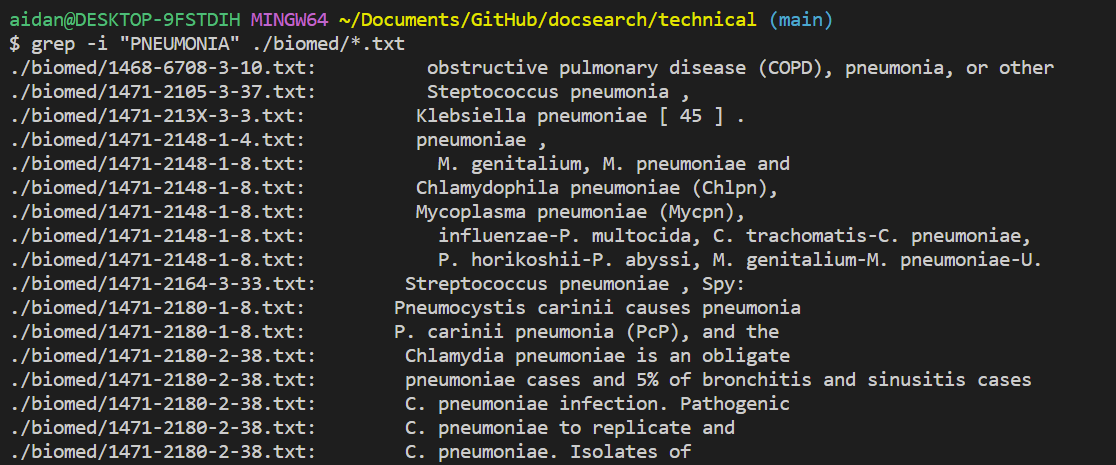 aidan@DESKTOP-9FSTDIH MINGW64 ~/Documents/GitHub/docsearch/technical (main)
$ grep -i "PNEUMONIA" ./biomed/*.txt
./biomed/1468-6708-3-10.txt:          obstructive pulmonary disease (COPD), pneumonia, or other
./biomed/1471-2105-3-37.txt:          Steptococcus pneumonia ,
./biomed/1471-213X-3-3.txt:          Klebsiella pneumoniae [ 45 ] .
./biomed/1471-2148-1-4.txt:          pneumoniae ,
./biomed/1471-2148-1-8.txt:            M. genitalium, M. pneumoniae and
./biomed/1471-2148-1-8.txt:          Chlamydophila pneumoniae (Chlpn),
./biomed/1471-2148-1-8.txt:          Mycoplasma pneumoniae (Mycpn),
./biomed/1471-2148-1-8.txt:            influenzae-P. multocida, C. trachomatis-C. pneumoniae,
./biomed/1471-2148-1-8.txt:            P. horikoshii-P. abyssi, M. genitalium-M. pneumoniae-U.
./biomed/1471-2164-3-33.txt:        Streptococcus pneumoniae , Spy:
./biomed/1471-2180-1-8.txt:        Pneumocystis carinii causes pneumonia
./biomed/1471-2180-1-8.txt:        P. carinii pneumonia (PcP), and the
./biomed/1471-2180-2-38.txt:        Chlamydia pneumoniae is an obligate
./biomed/1471-2180-2-38.txt:        pneumoniae cases and 5% of bronchitis and sinusitis cases
./biomed/1471-2180-2-38.txt:        C. pneumoniae infection. Pathogenic
./biomed/1471-2180-2-38.txt:        C. pneumoniae to replicate and
./biomed/1471-2180-2-38.txt:        C. pneumoniae. Isolates of